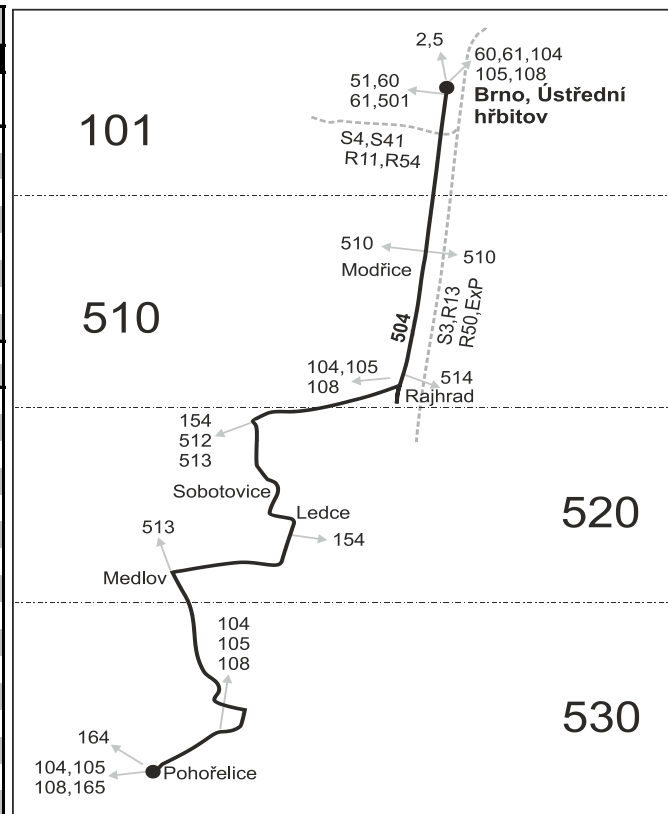 2,5
60,61,104
105,108
51,60
61,501
Brno, Ústřední
hřbitov
101
S4,S41
R11,R54
510
510
Modřice
510
504
S3,R13
R50,ExP
104,105
108
514
Rajhrad
154
512
513
Sobotovice
Ledce
520
513
154
Medlov
104
105
108
530
164
104,105
108,165
Pohořelice